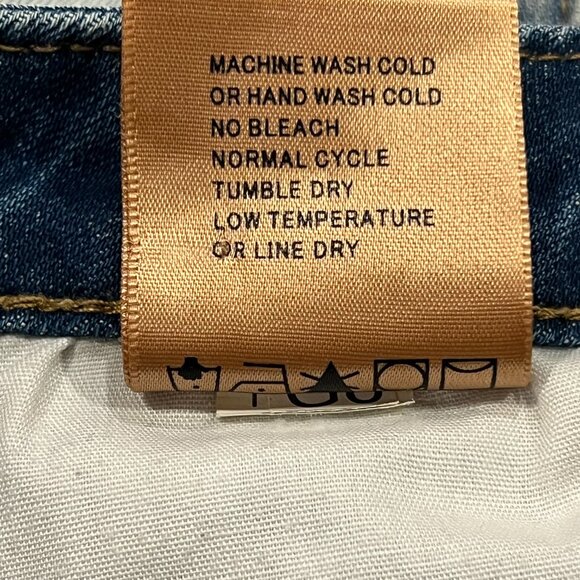 MACHINE WASH COLD
OR HAND WASH COLD
NO BLEACH
NORMAL CYCLE
TUMBLE DRY
LOW TEMPERATURE
OR LINE DRY